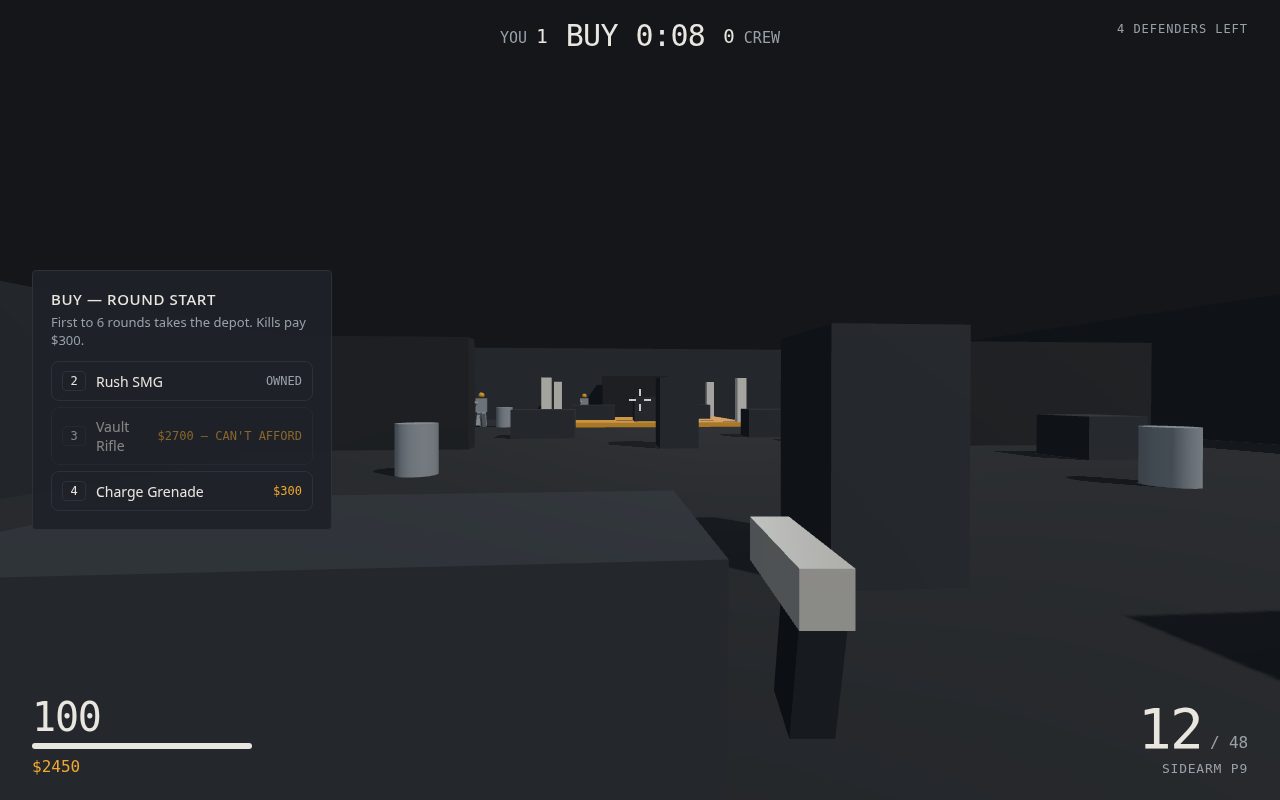 YOU 1 BUY 0:08 0 CREW
4 DEFENDERS LEFT
BUY — ROUND START
First to 6 rounds takes the depot. Kills pay
$300.
2 Rush SMG OWNED
3 Vault Rifle $2700 — CAN'T AFFORD
4 Charge Grenade $300
100
$2450
12 / 48
SIDEARM P9